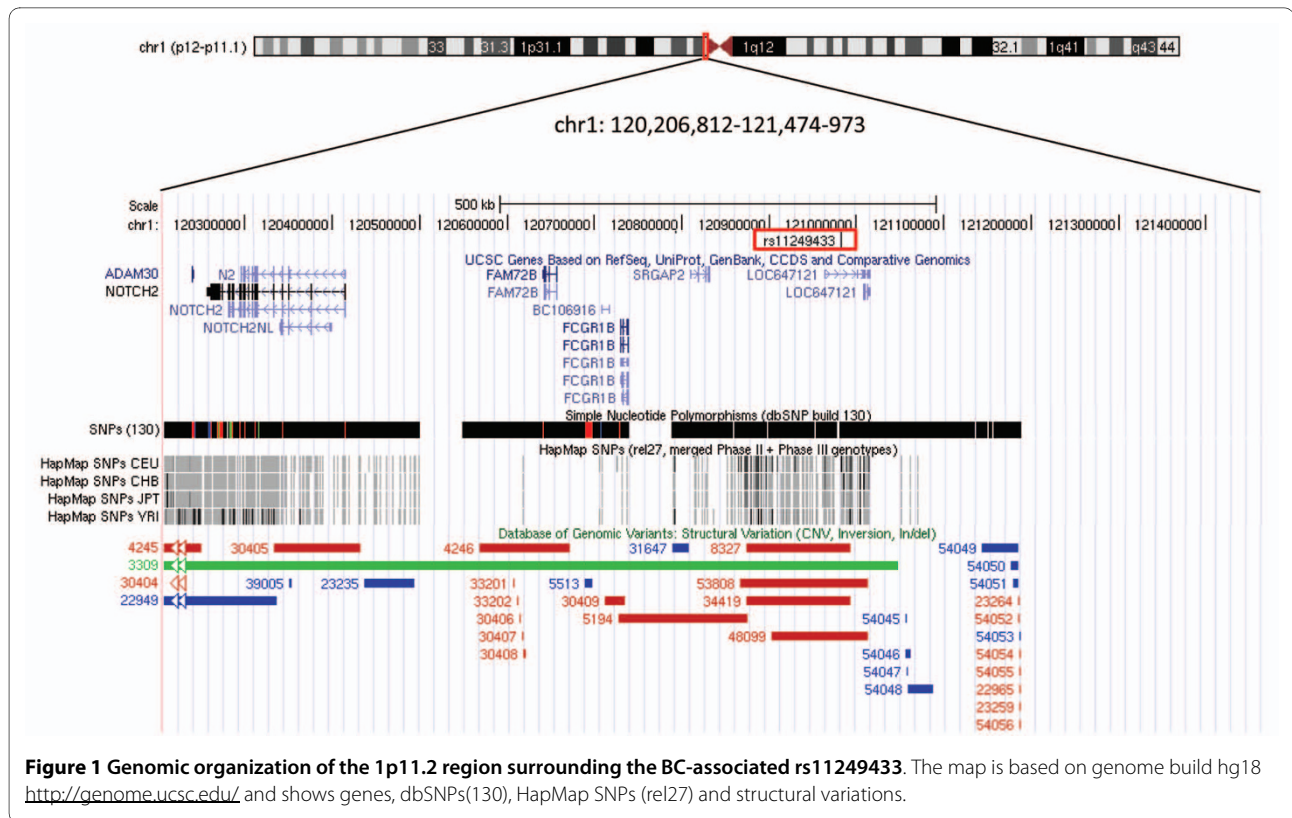 chr1 (p12-p11.1) 33 31.3 1p31.1 1q12 32.1 1q41 q43 44
chr1: 120,206,812-121,474-973
Scale 500 kb
chr1: 120300000 120400000 120500000 120600000 120700000 120800000 120900000 121000000 121100000 121200000 121300000 121400000
rs11249433
UCSC Genes Based on RefSeq, UniProt, GenBank, CCDS and Comparative Genomics
ADAM30 N2 FAM72B SRGAP2 LOC647121
NOTCH2 FAM72B LOC647121
NOTCH2 BC106916
NOTCH2NL FCGR1B
FCGR1B
FCGR1B
FCGR1B
FCGR1B
Simple Nucleotide Polymorphisms (dbSNP build 130)
SNPs (130)
HapMap SNPs (rel27, merged Phase II + Phase III genotypes)
HapMap SNPs CEU
HapMap SNPs CHB
HapMap SNPs JPT
HapMap SNPs YRI
Database of Genomic Variants: Structural Variation (CNV, Inversion, In/del)
4245 30405 4246 31647 8327 54049
3309 54050
30404 39005 23235 33201 5513 53808 54051
22949 33202 30409 34419 23264
30406 5194 54045 54052
30407 48099 54053
30408 54046 54054
54047 54055
54048 22965
23259
54056
Figure 1 Genomic organization of the 1p11.2 region surrounding the BC-associated rs11249433. The map is based on genome build hg18
http://genome.ucsc.edu/ and shows genes, dbSNPs(130), HapMap SNPs (rel27) and structural variations.